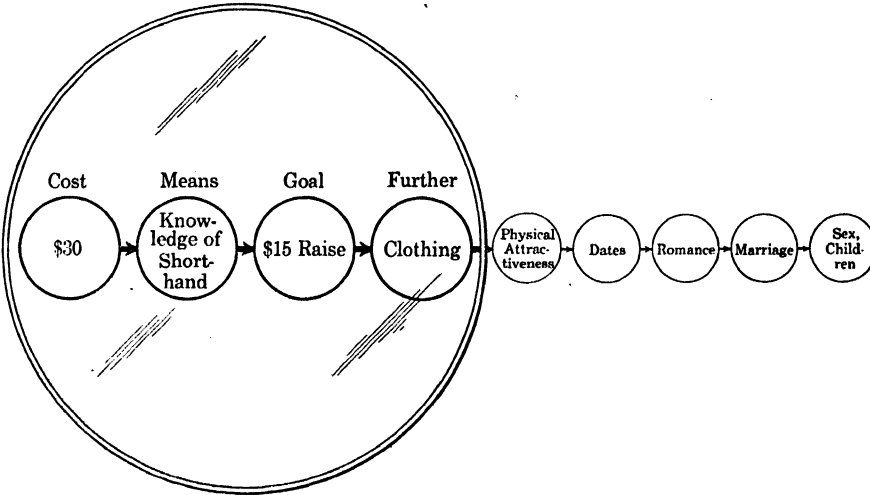 Cost
Means
Goal
Further
$30
Know-
ledge of
Short-
hand
$15 Raise
Clothing
Physical
Attrac-
tiveness
Dates
Romance
Marriage
Sex,
Child-
ren